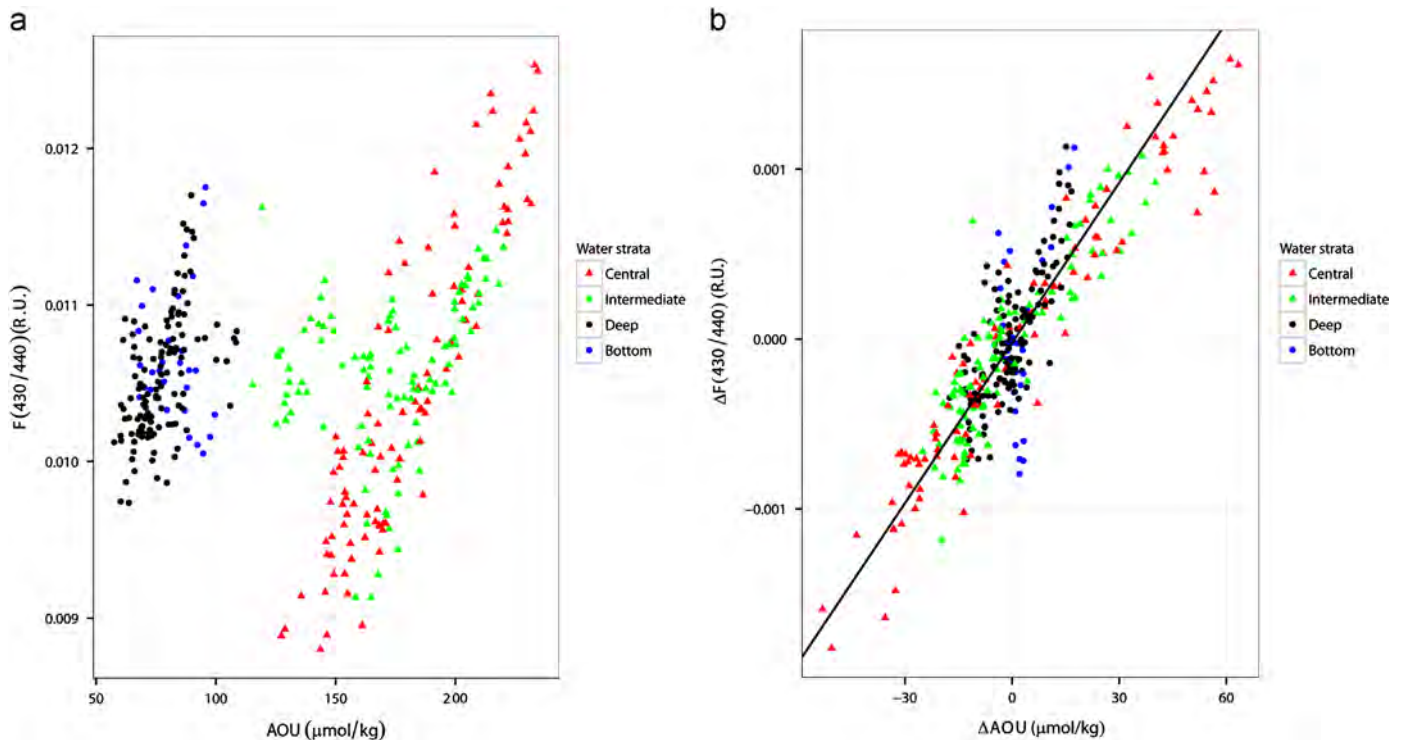 a
F(430/440)(R.U.)
0.012
0.011
0.010
0.009
50
100
150
200
AOU (μmol/kg)
Water strata
Central
Intermediate
Deep
Bottom
b
ΔF(430/440) (R.U.)
0.001
0.000
−0.001
−30
0
30
60
ΔAOU (μmol/kg)
Water strata
Central
Intermediate
Deep
Bottom